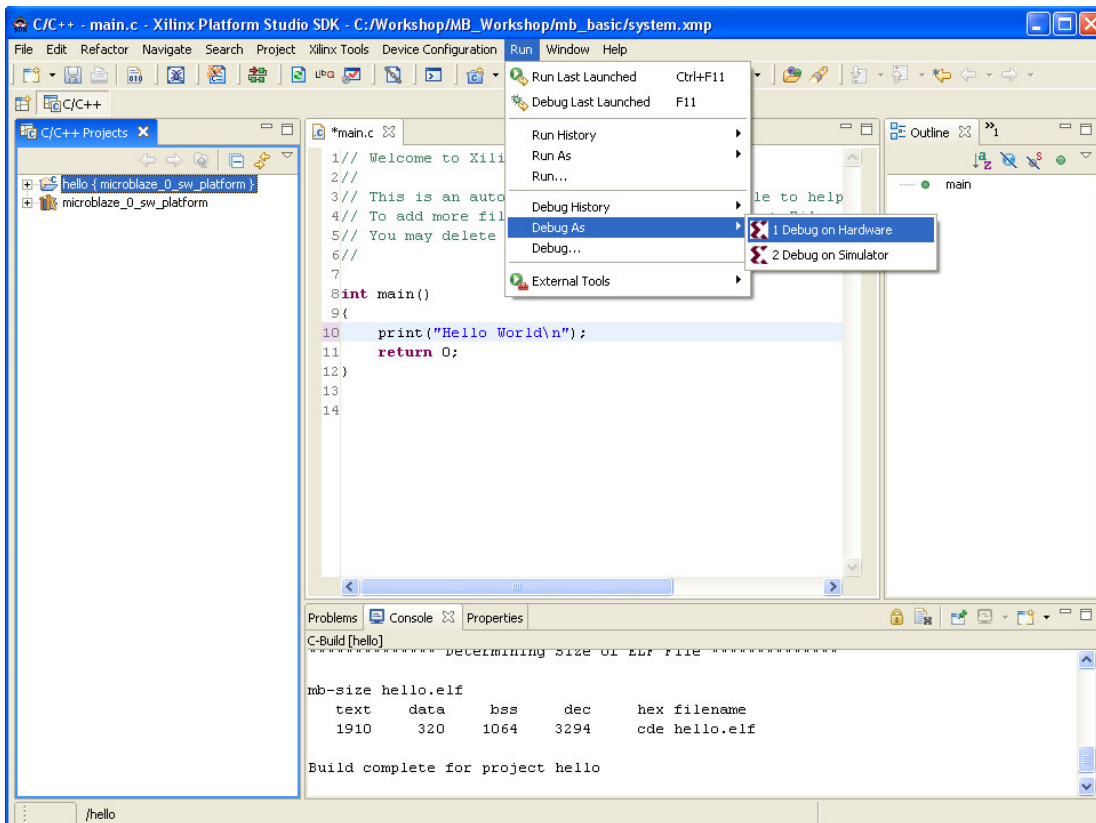 C/C++ - main.c - Xilinx Platform Studio SDK - C:/Workshop/MB_Workshop/mb_basic/system.xmp
File Edit Refactor Navigate Search Project Xilinx Tools Device Configuration Run Window Help
C/C++
C/C++ Projects
hello { microblaze_0_sw_platform }
microblaze_0_sw_platform
*main.c
1// Welcome to Xili
2//
3// This is an auto le to help
4// To add more fil
5// You may delete
6//
7
8int main()
9{
10 print("Hello World\n");
11 return 0;
12}
13
14
Run Last Launched Ctrl+F11
Debug Last Launched F11
Run History
Run As
Run...
Debug History
Debug As
Debug...
External Tools
1 Debug on Hardware
2 Debug on Simulator
Outline
1
main
Problems Console Properties
C-Build [hello]
Determining Size of ELF File
mb-size hello.elf
text data bss dec hex filename
1910 320 1064 3294 cde hello.elf
Build complete for project hello
/hello